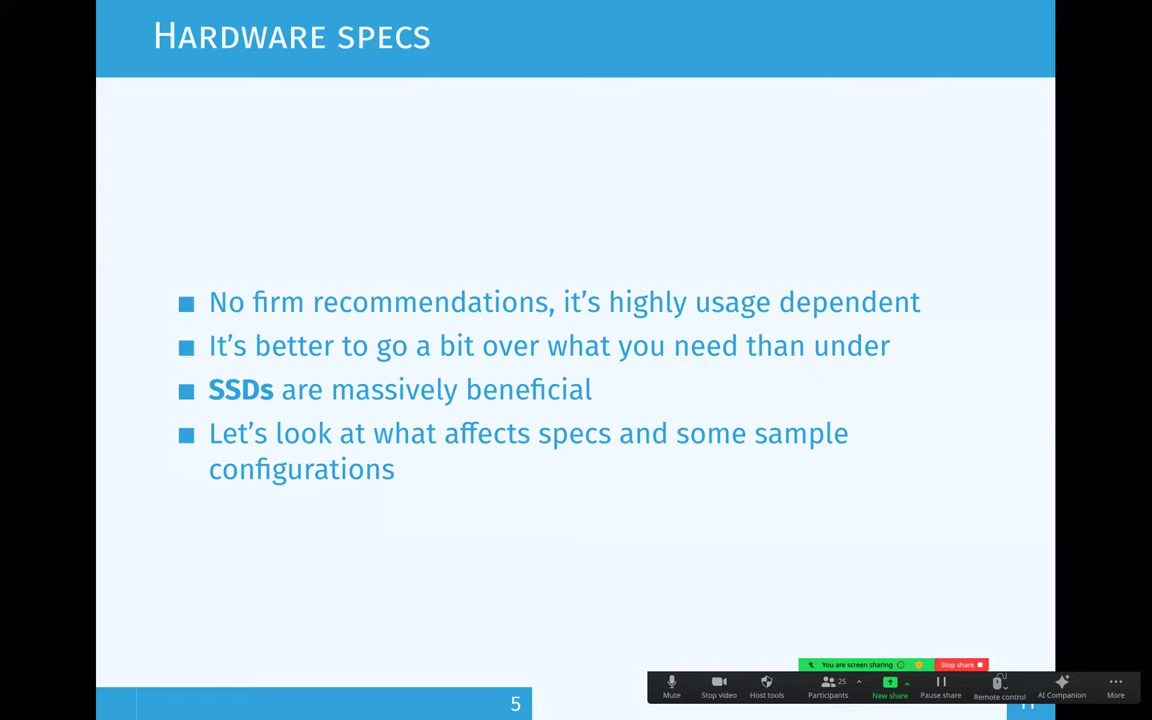 HARDWARE SPECS
No firm recommendations, it's highly usage dependent
It's better to go a bit over what you need than under
SSDs are massively beneficial
Let's look at what affects specs and some sample
configurations
You are screen sharing
Stop share
25
Mute
Stop video
Host tools
Participants
New share
Pause share
Remote control
AI Companion
More
5